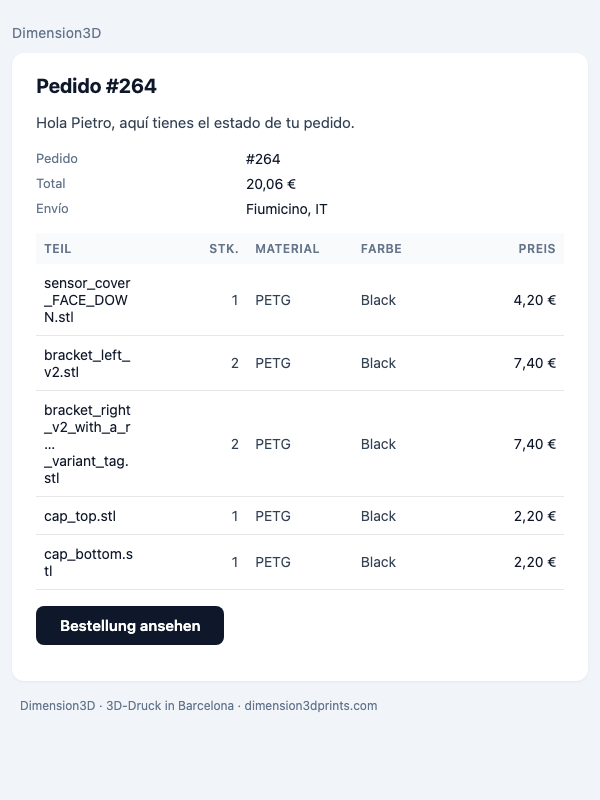 Dimension3D
Pedido #264
Hola Pietro, aquí tienes el estado de tu pedido.
Pedido #264
Total 20,06 €
Envío Fiumicino, IT
TEIL STK. MATERIAL FARBE PREIS
sensor_cover
_FACE_DOW
N.stl
1 PETG Black 4,20 €
bracket_left_
v2.stl
2 PETG Black 7,40 €
bracket_right
_v2_with_a_r
...
_variant_tag.
stl
2 PETG Black 7,40 €
cap_top.stl 1 PETG Black 2,20 €
cap_bottom.s
tl
1 PETG Black 2,20 €
Bestellung ansehen
Dimension3D · 3D-Druck in Barcelona · dimension3dprints.com